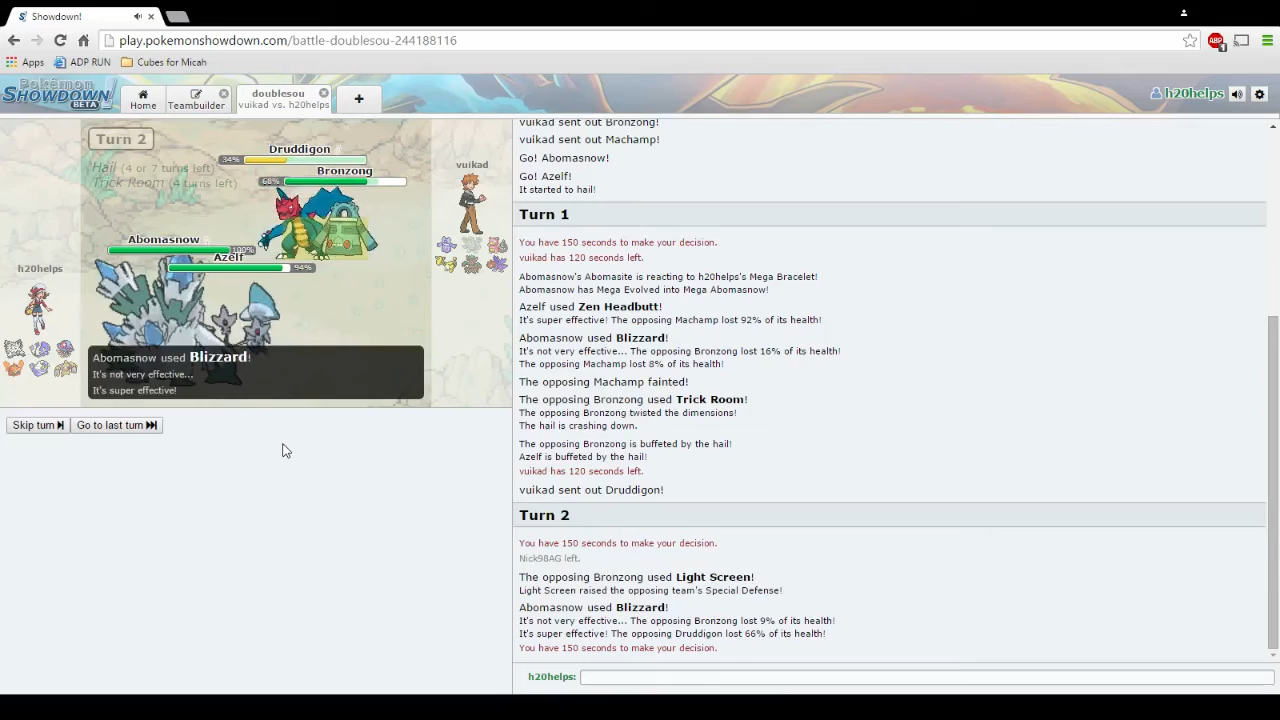 Showdown!
play.pokemonshowdown.com/battle-doublesou-244188116
ABP
Apps
ADP RUN
Cubes for Micah
Pokémon
SHOWDOWN
BETA
Home
Teambuilder
doublesou
vuikad vs. h20helps
+
h20helps
Turn 2
Hail (4 or 7 turns left)
Trick Room (4 turns left)
Druddigon
34%
Bronzong
68%
Abomasnow
100%
Azelf
94%
vuikad
h20helps
Abomasnow used Blizzard!
It's not very effective...
It's super effective!
Skip turn
Go to last turn
vuikad sent out Bronzong!
vuikad sent out Machamp!
Go! Abomasnow!
Go! Azelf!
It started to hail!
Turn 1
You have 150 seconds to make your decision.
vuikad has 120 seconds left.
Abomasnow's Abomasite is reacting to h20helps's Mega Bracelet!
Abomasnow has Mega Evolved into Mega Abomasnow!
Azelf used Zen Headbutt!
It's super effective! The opposing Machamp lost 92% of its health!
Abomasnow used Blizzard!
It's not very effective... The opposing Bronzong lost 16% of its health!
The opposing Machamp lost 8% of its health!
The opposing Machamp fainted!
The opposing Bronzong used Trick Room!
The opposing Bronzong twisted the dimensions!
The hail is crashing down.
The opposing Bronzong is buffeted by the hail!
Azelf is buffeted by the hail!
vuikad has 120 seconds left.
vuikad sent out Druddigon!
Turn 2
You have 150 seconds to make your decision.
Nick98AG left.
The opposing Bronzong used Light Screen!
Light Screen raised the opposing team's Special Defense!
Abomasnow used Blizzard!
It's not very effective... The opposing Bronzong lost 9% of its health!
It's super effective! The opposing Druddigon lost 66% of its health!
You have 150 seconds to make your decision.
h20helps: